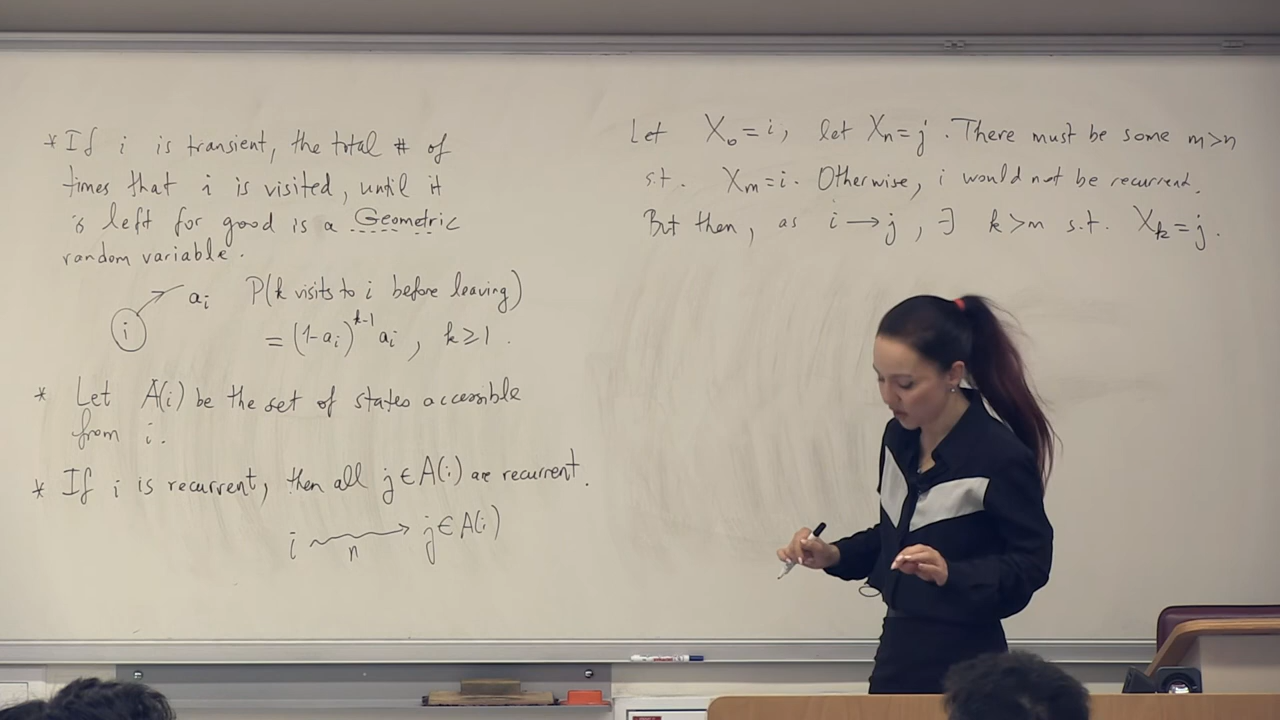 * If i is transient, the total # of
times that i is visited, until it
is left for good is a Geometric
random variable.
i
a_i P(k visits to i before leaving)
= (1-a_i)^{k-1} a_i , k ≥ 1 .
* Let A(i) be the set of states accessible
from i.
* If i is recurrent, then all j ∈ A(i) are recurrent.
i ⟿ j ∈ A(i)
n
Let X_0 = i, let X_n = j . There must be some m>n
s.t. X_m = i. Otherwise, i would not be recurrent.
But then, as i → j , ∃ k>m s.t. X_k = j .